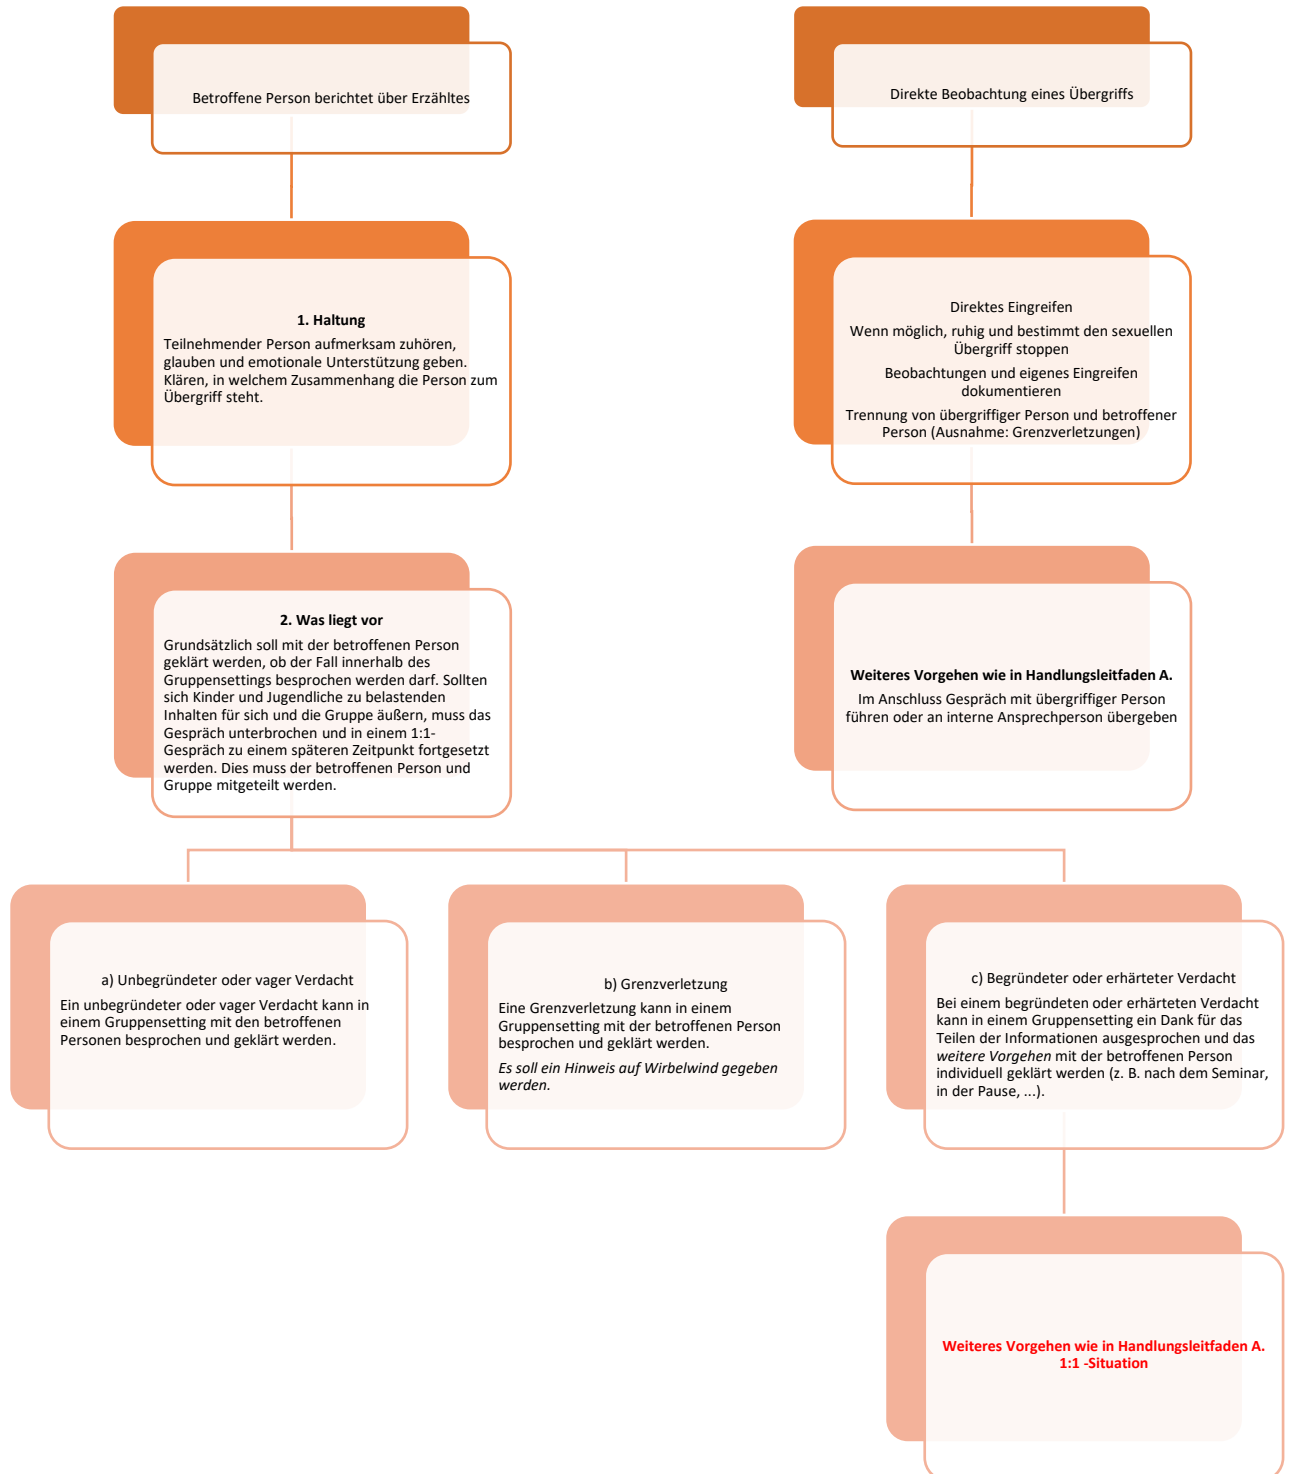 Betroffene Person berichtet über Erzähltes
Direkte Beobachtung eines Übergriffs
1. Haltung
Teilnehmender Person aufmerksam zuhören,
glauben und emotionale Unterstützung geben.
Klären, in welchem Zusammenhang die Person zum
Übergriff steht.
Direktes Eingreifen
Wenn möglich, ruhig und bestimmt den sexuellen
Übergriff stoppen
Beobachtungen und eigenes Eingreifen
dokumentieren
Trennung von übergriffiger Person und betroffener
Person (Ausnahme: Grenzverletzungen)
2. Was liegt vor
Grundsätzlich soll mit der betroffenen Person
geklärt werden, ob der Fall innerhalb des
Gruppensettings besprochen werden darf. Sollten
sich Kinder und Jugendliche zu belastenden
Inhalten für sich und die Gruppe äußern, muss das
Gespräch unterbrochen und in einem 1:1-
Gespräch zu einem späteren Zeitpunkt fortgesetzt
werden. Dies muss der betroffenen Person und
Gruppe mitgeteilt werden.
Weiteres Vorgehen wie in Handlungsleitfaden A.
Im Anschluss Gespräch mit übergriffiger Person
führen oder an interne Ansprechperson übergeben
a) Unbegründeter oder vager Verdacht
Ein unbegründeter oder vager Verdacht kann in
einem Gruppensetting mit den betroffenen
Personen besprochen und geklärt werden.
b) Grenzverletzung
Eine Grenzverletzung kann in einem
Gruppensetting mit der betroffenen Person
besprochen und geklärt werden.
Es soll ein Hinweis auf Wirbelwind gegeben
werden.
c) Begründeter oder erhärteter Verdacht
Bei einem begründeten oder erhärteten Verdacht
kann in einem Gruppensetting ein Dank für das
Teilen der Informationen ausgesprochen und das
weitere Vorgehen mit der betroffenen Person
individuell geklärt werden (z. B. nach dem Seminar,
in der Pause, ...).
Weiteres Vorgehen wie in Handlungsleitfaden A.
1:1 -Situation